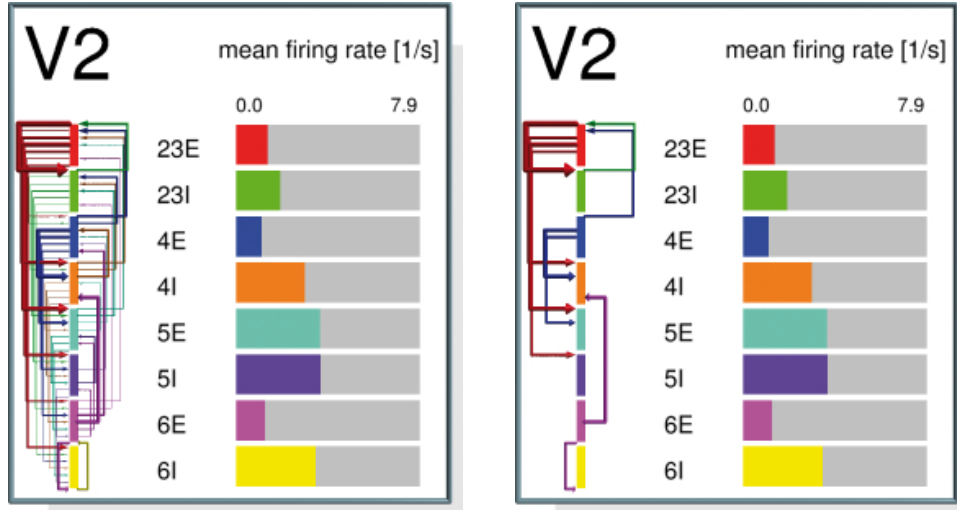 V2
mean firing rate [1/s]
0.0 7.9
23E
23I
4E
4I
5E
5I
6E
6I
V2
mean firing rate [1/s]
0.0 7.9
23E
23I
4E
4I
5E
5I
6E
6I